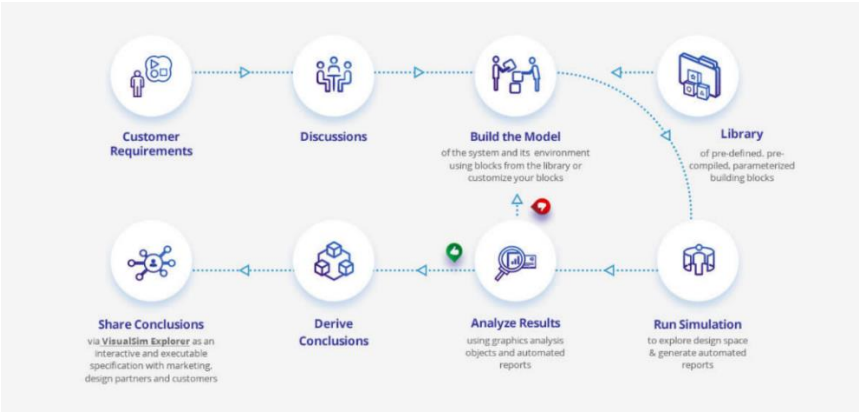 Customer
Requirements
Discussions
Build the Model
of the system and its environment
using blocks from the library or
customize your blocks
Library
of pre-defined. pre-
compiled, parameterized
building blocks
Share Conclusions
via VisualSim Explorer as an
interactive and executable
specification with marketing.
design partners and customers
Derive
Conclusions
Analyze Results
using graphics analysis
objects and automated
reports
Run Simulation
to explore design space
& generate automated
reports